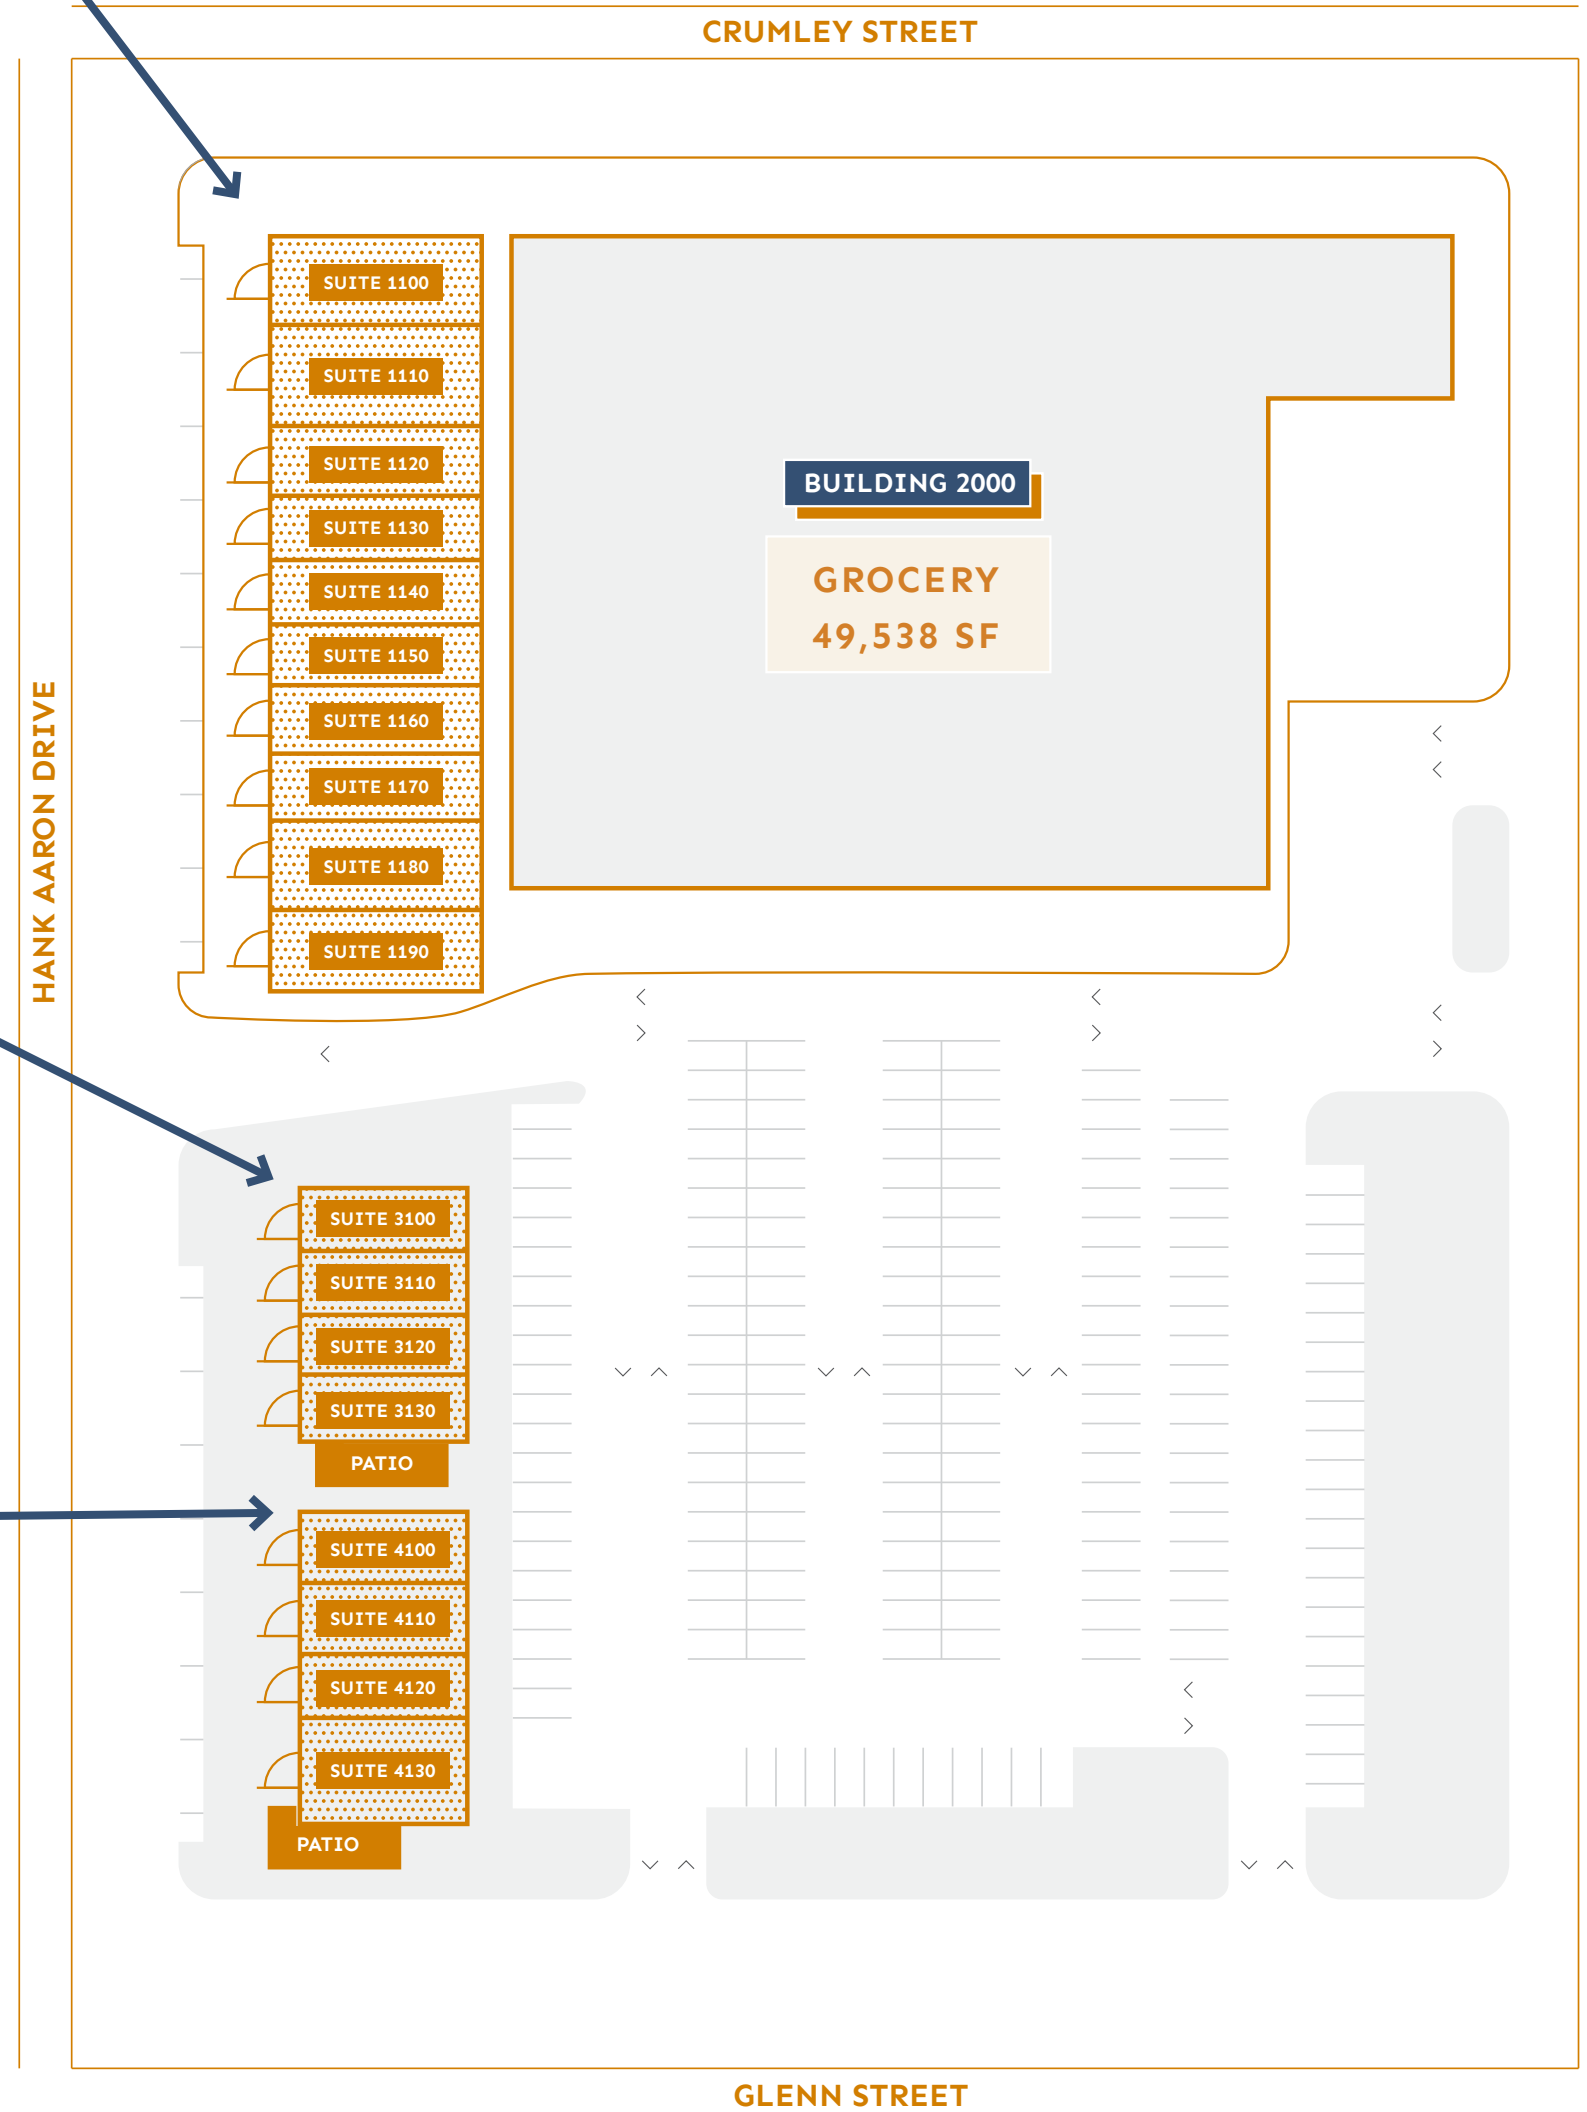 CRUMLEY STREET
HANK AARON DRIVE
SUITE 1100
SUITE 1110
SUITE 1120
SUITE 1130
SUITE 1140
SUITE 1150
SUITE 1160
SUITE 1170
SUITE 1180
SUITE 1190
BUILDING 2000
GROCERY
49,538 SF
SUITE 3100
SUITE 3110
SUITE 3120
SUITE 3130
PATIO
SUITE 4100
SUITE 4110
SUITE 4120
SUITE 4130
PATIO
GLENN STREET